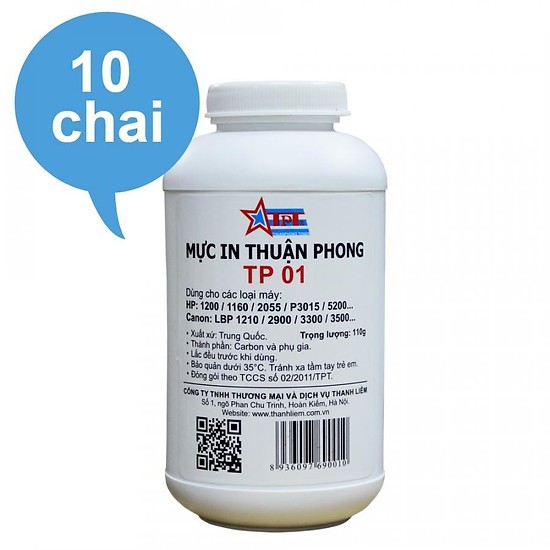 10
chai
TPT
MỰC IN THUẬN PHONG
TP 01
Dùng cho các loại máy:
HP: 1200 / 1160 / 2055 / P3015 / 5200...
Canon: LBP 1210 / 2900 / 3300 / 3500...
• Xuất xứ: Trung Quốc. Trọng lượng: 110g
• Thành phần: Carbon và phụ gia.
• Lắc đều trước khi dùng.
• Bảo quản dưới 35°C. Tránh xa tầm tay trẻ em.
• Đóng gói theo TCCS số 02/2011/TPT.
CÔNG TY TNHH THƯƠNG MẠI VÀ DỊCH VỤ THANH LIÊM
Số 1, ngõ Phan Chu Trinh, Hoàn Kiếm, Hà Nội.
Website: www.thanhliem.com.vn
8 936097 690010